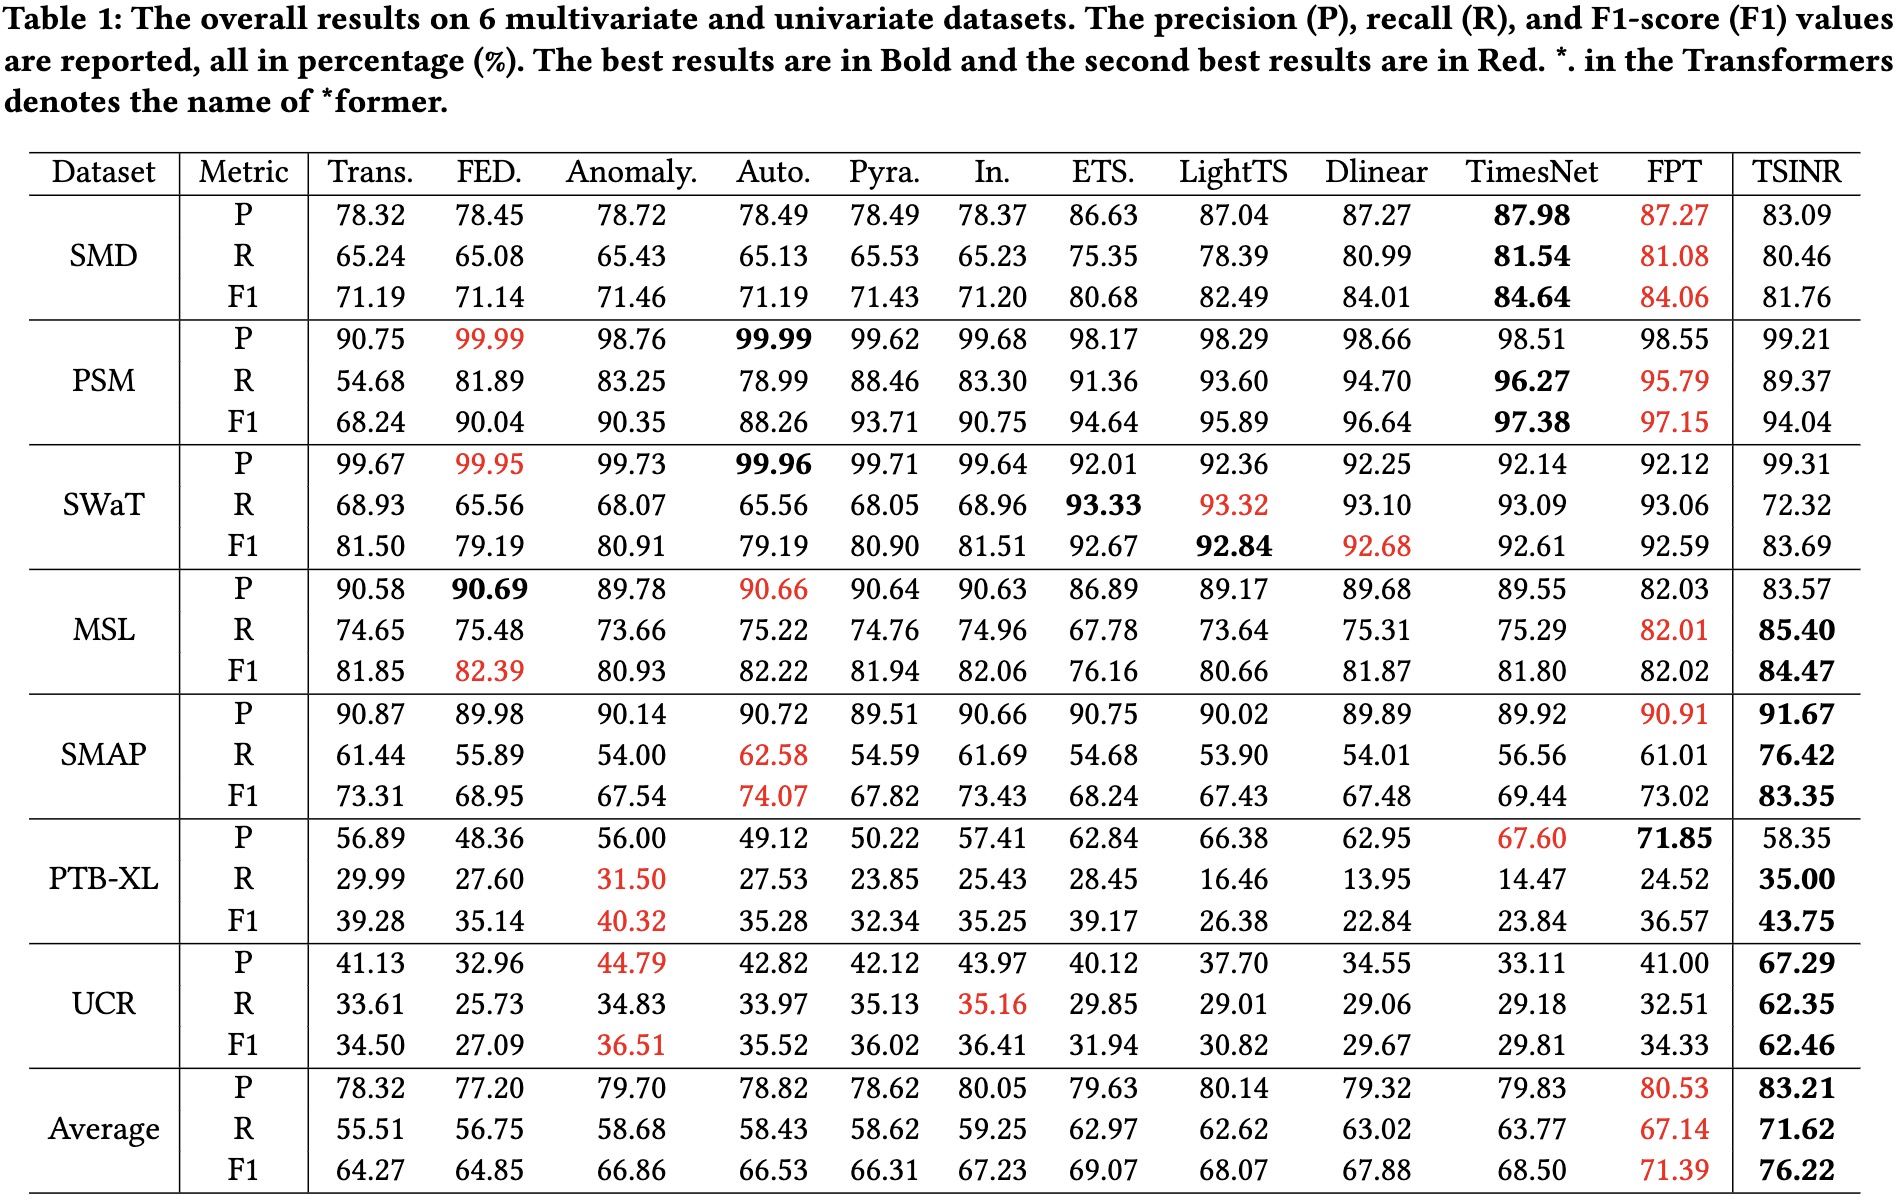 Table 1: The overall results on 6 multivariate and univariate datasets. The precision (P), recall (R), and F1-score (F1) values
are reported, all in percentage (%). The best results are in Bold and the second best results are in Red. *. in the Transformers
denotes the name of *former.
Dataset Metric Trans. FED. Anomaly. Auto. Pyra. In. ETS. LightTS Dlinear TimesNet FPT TSINR
P 78.32 78.45 78.72 78.49 78.49 78.37 86.63 87.04 87.27 87.98 87.27 83.09
SMD R 65.24 65.08 65.43 65.13 65.53 65.23 75.35 78.39 80.99 81.54 81.08 80.46
F1 71.19 71.14 71.46 71.19 71.43 71.20 80.68 82.49 84.01 84.64 84.06 81.76
P 90.75 99.99 98.76 99.99 99.62 99.68 98.17 98.29 98.66 98.51 98.55 99.21
PSM R 54.68 81.89 83.25 78.99 88.46 83.30 91.36 93.60 94.70 96.27 95.79 89.37
F1 68.24 90.04 90.35 88.26 93.71 90.75 94.64 95.89 96.64 97.38 97.15 94.04
P 99.67 99.95 99.73 99.96 99.71 99.64 92.01 92.36 92.25 92.14 92.12 99.31
SWaT R 68.93 65.56 68.07 65.56 68.05 68.96 93.33 93.32 93.10 93.09 93.06 72.32
F1 81.50 79.19 80.91 79.19 80.90 81.51 92.67 92.84 92.68 92.61 92.59 83.69
P 90.58 90.69 89.78 90.66 90.64 90.63 86.89 89.17 89.68 89.55 82.03 83.57
MSL R 74.65 75.48 73.66 75.22 74.76 74.96 67.78 73.64 75.31 75.29 82.01 85.40
F1 81.85 82.39 80.93 82.22 81.94 82.06 76.16 80.66 81.87 81.80 82.02 84.47
P 90.87 89.98 90.14 90.72 89.51 90.66 90.75 90.02 89.89 89.92 90.91 91.67
SMAP R 61.44 55.89 54.00 62.58 54.59 61.69 54.68 53.90 54.01 56.56 61.01 76.42
F1 73.31 68.95 67.54 74.07 67.82 73.43 68.24 67.43 67.48 69.44 73.02 83.35
P 56.89 48.36 56.00 49.12 50.22 57.41 62.84 66.38 62.95 67.60 71.85 58.35
PTB-XL R 29.99 27.60 31.50 27.53 23.85 25.43 28.45 16.46 13.95 14.47 24.52 35.00
F1 39.28 35.14 40.32 35.28 32.34 35.25 39.17 26.38 22.84 23.84 36.57 43.75
P 41.13 32.96 44.79 42.82 42.12 43.97 40.12 37.70 34.55 33.11 41.00 67.29
UCR R 33.61 25.73 34.83 33.97 35.13 35.16 29.85 29.01 29.06 29.18 32.51 62.35
F1 34.50 27.09 36.51 35.52 36.02 36.41 31.94 30.82 29.67 29.81 34.33 62.46
P 78.32 77.20 79.70 78.82 78.62 80.05 79.63 80.14 79.32 79.83 80.53 83.21
Average R 55.51 56.75 58.68 58.43 58.62 59.25 62.97 62.62 63.02 63.77 67.14 71.62
F1 64.27 64.85 66.86 66.53 66.31 67.23 69.07 68.07 67.88 68.50 71.39 76.22